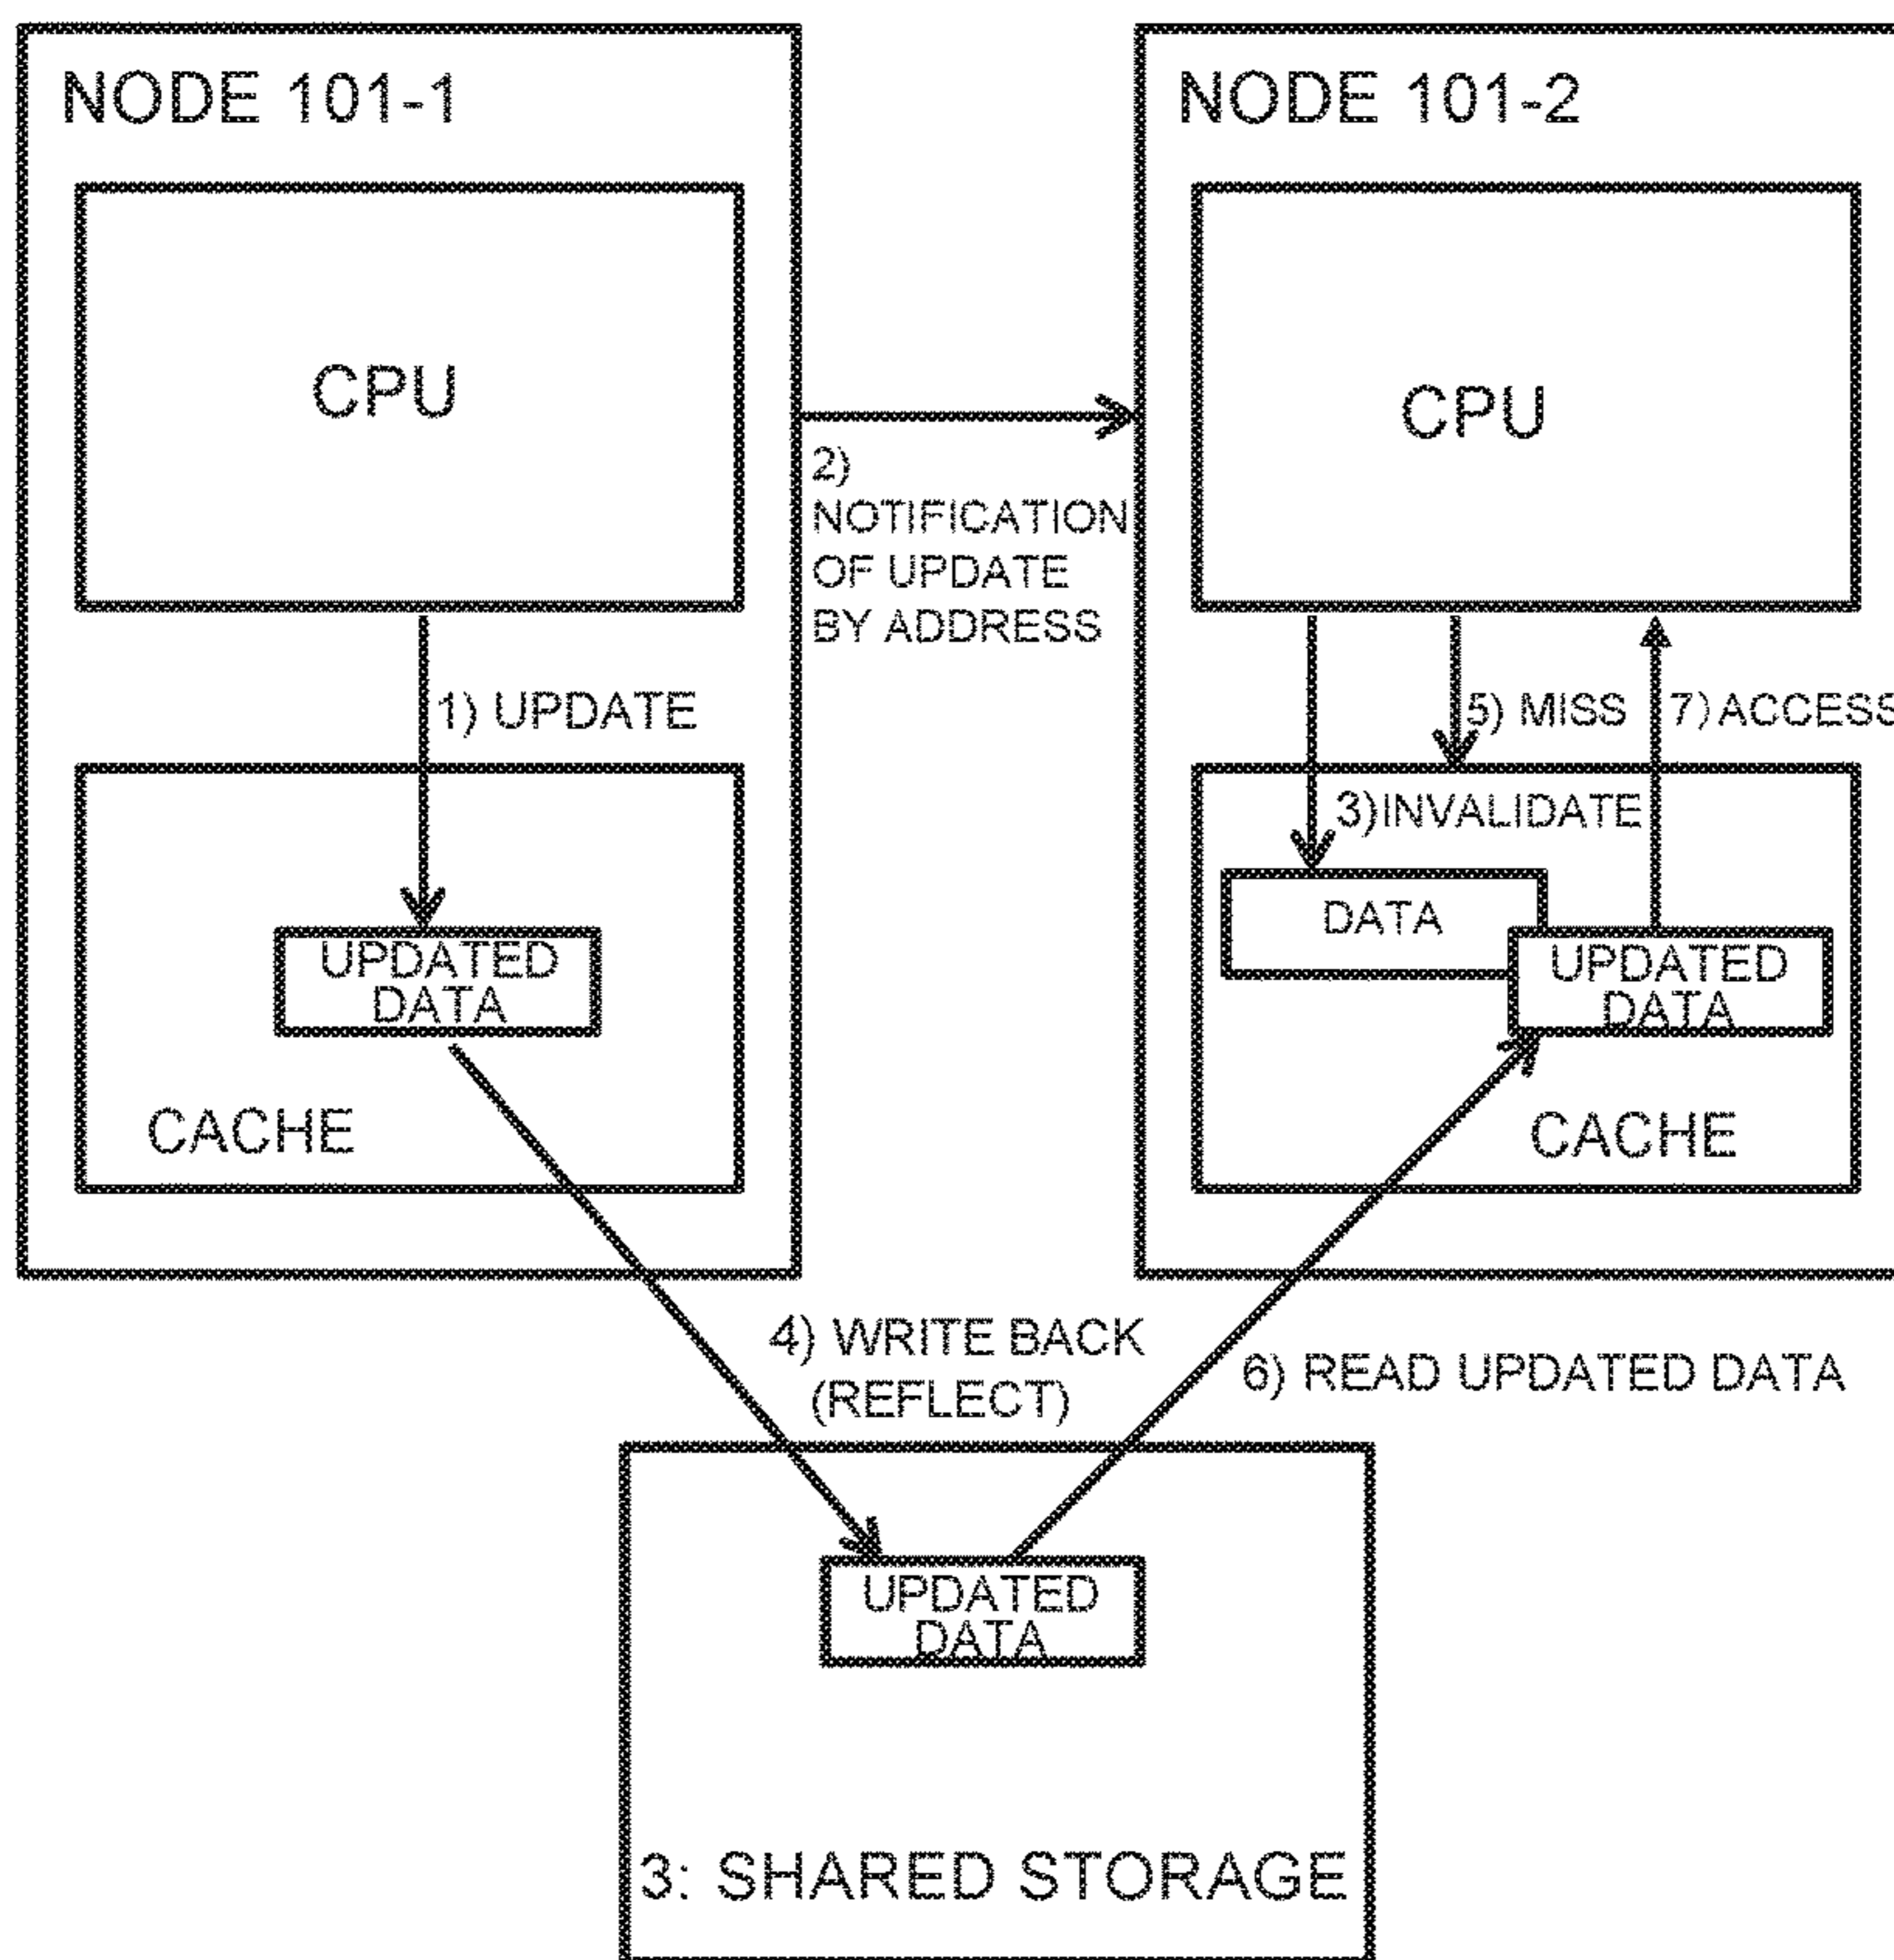 NODE 101-1
CPU
1) UPDATE
UPDATED
DATA
CACHE
2)
NOTIFICATION
OF UPDATE
BY ADDRESS
NODE 101-2
CPU
5) MISS
7)ACCESS
3)INVALIDATE
DATA
UPDATED
DATA
CACHE
4) WRITE BACK
(REFLECT)
6) READ UPDATED DATA
UPDATED
DATA
3: SHARED STORAGE